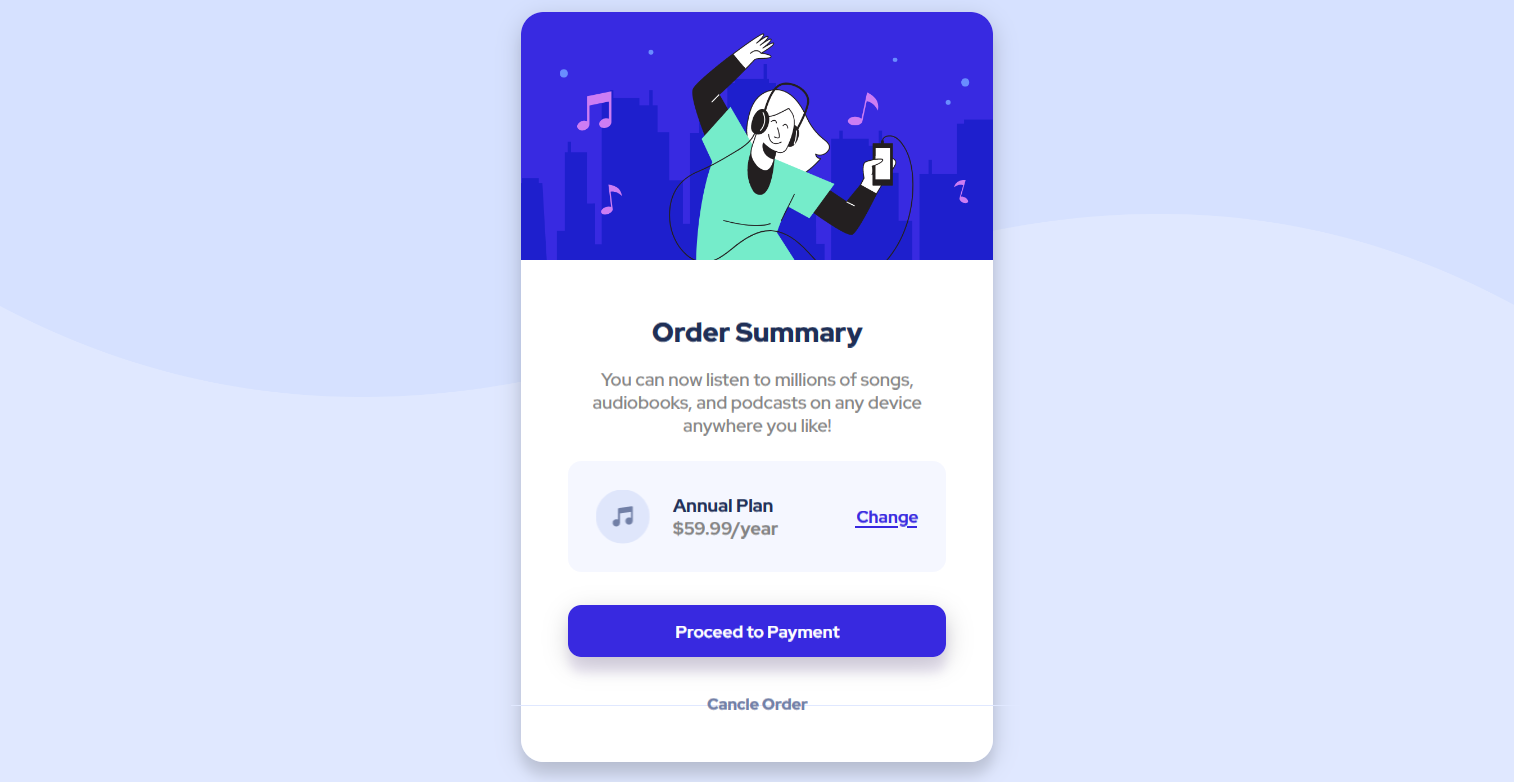 Order Summary
You can now listen to millions of songs,
audiobooks, and podcasts on any device
anywhere you like!
Annual Plan
$59.99/year
Change
Proceed to Payment
Cancle Order